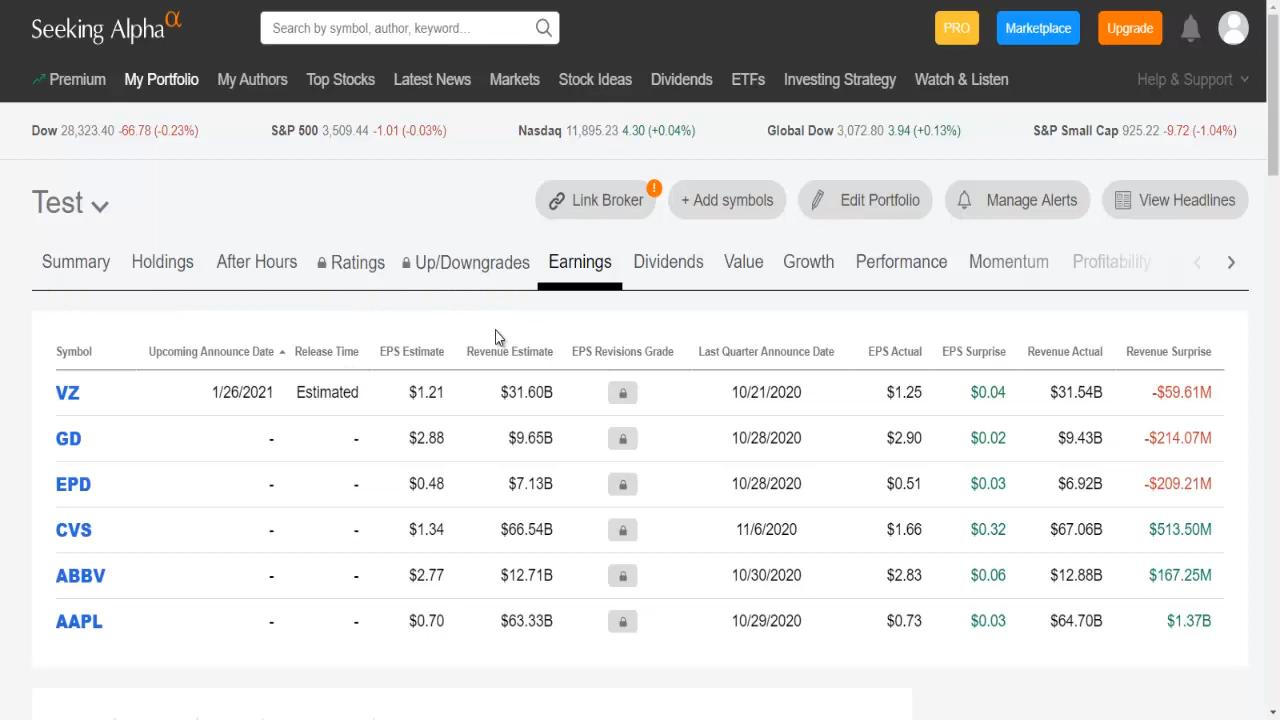 Seeking Alpha α
Search by symbol, author, keyword...
PRO
Marketplace
Upgrade
Premium My Portfolio My Authors Top Stocks Latest News Markets Stock Ideas Dividends ETFs Investing Strategy Watch & Listen Help & Support
Dow 28,323.40 -66.78 (-0.23%) S&P 500 3,509.44 -1.01 (-0.03%) Nasdaq 11,895.23 4.30 (+0.04%) Global Dow 3,072.80 3.94 (+0.13%) S&P Small Cap 925.22 -9.72 (-1.04%)
Test
Link Broker ! + Add symbols Edit Portfolio Manage Alerts View Headlines
Summary Holdings After Hours Ratings Up/Downgrades Earnings Dividends Value Growth Performance Momentum Profitability
Symbol Upcoming Announce Date Release Time EPS Estimate Revenue Estimate EPS Revisions Grade Last Quarter Announce Date EPS Actual EPS Surprise Revenue Actual Revenue Surprise
VZ 1/26/2021 Estimated $1.21 $31.60B 10/21/2020 $1.25 $0.04 $31.54B -$59.61M
GD - - $2.88 $9.65B 10/28/2020 $2.90 $0.02 $9.43B -$214.07M
EPD - - $0.48 $7.13B 10/28/2020 $0.51 $0.03 $6.92B -$209.21M
CVS - - $1.34 $66.54B 11/6/2020 $1.66 $0.32 $67.06B $513.50M
ABBV - - $2.77 $12.71B 10/30/2020 $2.83 $0.06 $12.88B $167.25M
AAPL - - $0.70 $63.33B 10/29/2020 $0.73 $0.03 $64.70B $1.37B